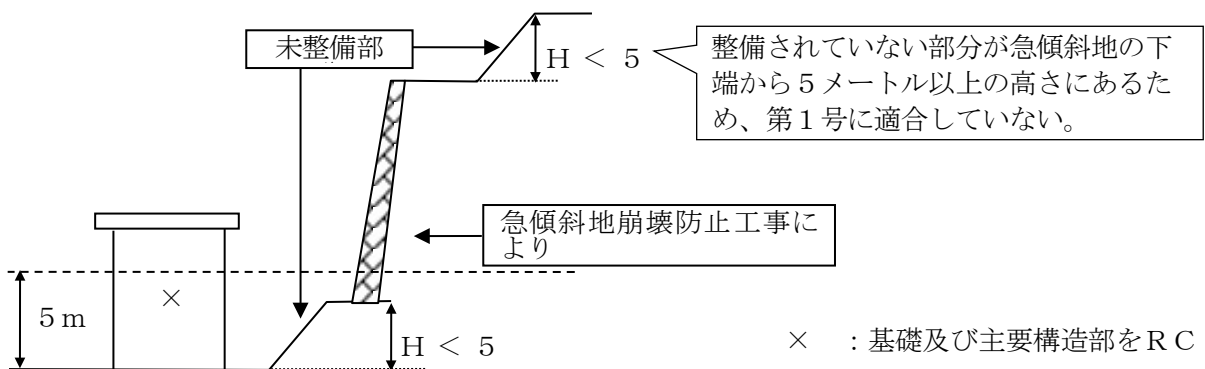 未整備部
H < 5
整備されていない部分が急傾斜地の下
端から5メートル以上の高さにあるた
め、第1号に適合していない。
急傾斜地崩壊防止工事に
より
5m
×
H < 5
× :基礎及び主要構造部をRC